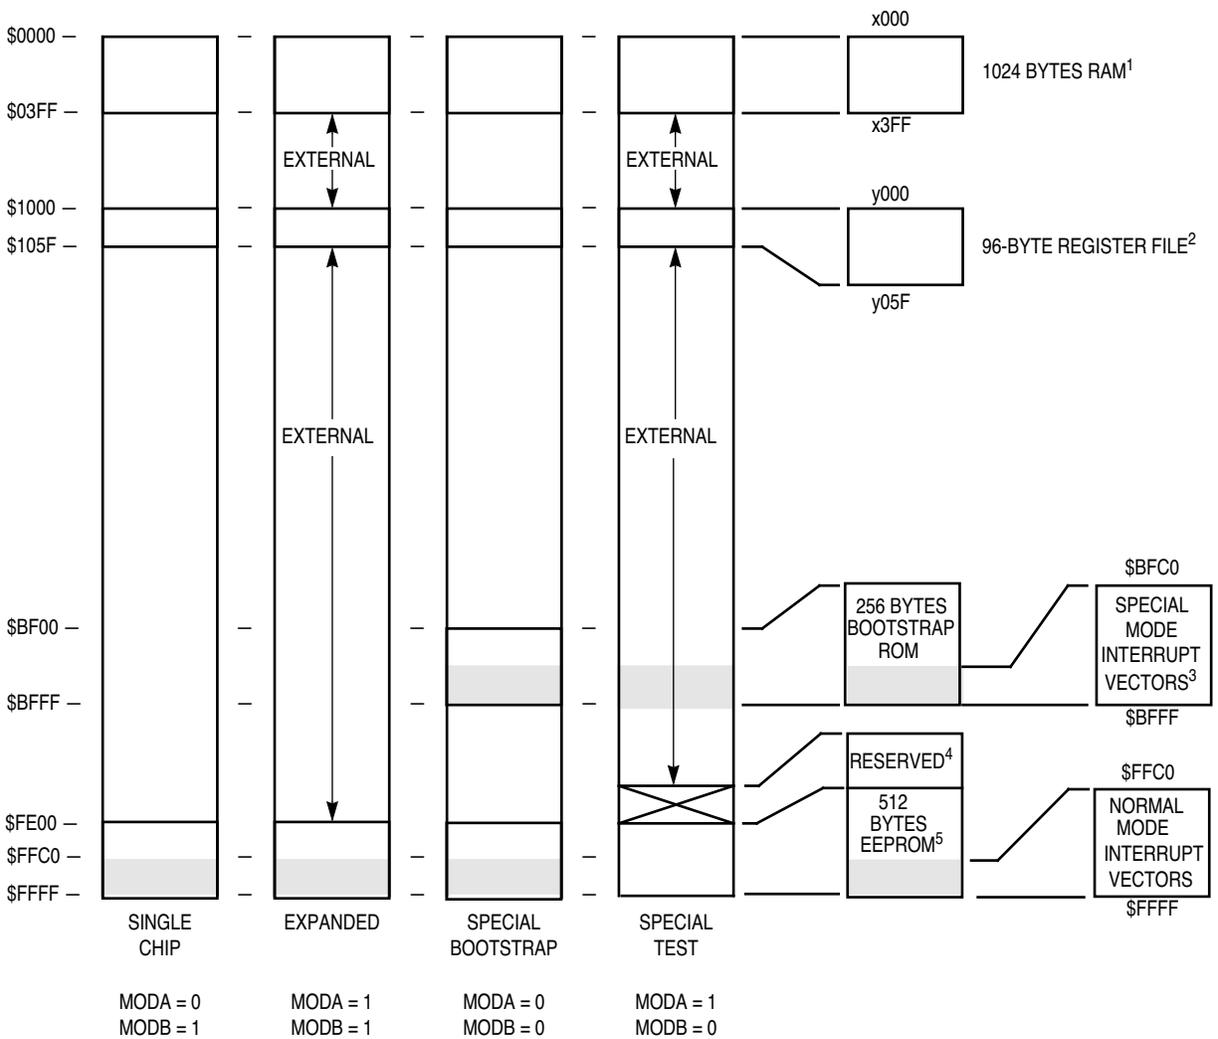 $0000
x000
1024 BYTES RAM1
$03FF
x3FF
EXTERNAL
EXTERNAL
$1000
y000
$105F
96-BYTE REGISTER FILE2
y05F
EXTERNAL
EXTERNAL
$BFC0
256 BYTES
BOOTSTRAP
ROM
SPECIAL
MODE
INTERRUPT
VECTORS3
$BF00
$BFFF
$BFFF
RESERVED4
$FFC0
512
BYTES
EEPROM5
NORMAL
MODE
INTERRUPT
VECTORS
$FE00
$FFC0
$FFFF
$FFFF
SINGLE
CHIP
EXPANDED
SPECIAL
BOOTSTRAP
SPECIAL
TEST
MODA = 0
MODB = 1
MODA = 1
MODB = 1
MODA = 0
MODB = 0
MODA = 1
MODB = 0